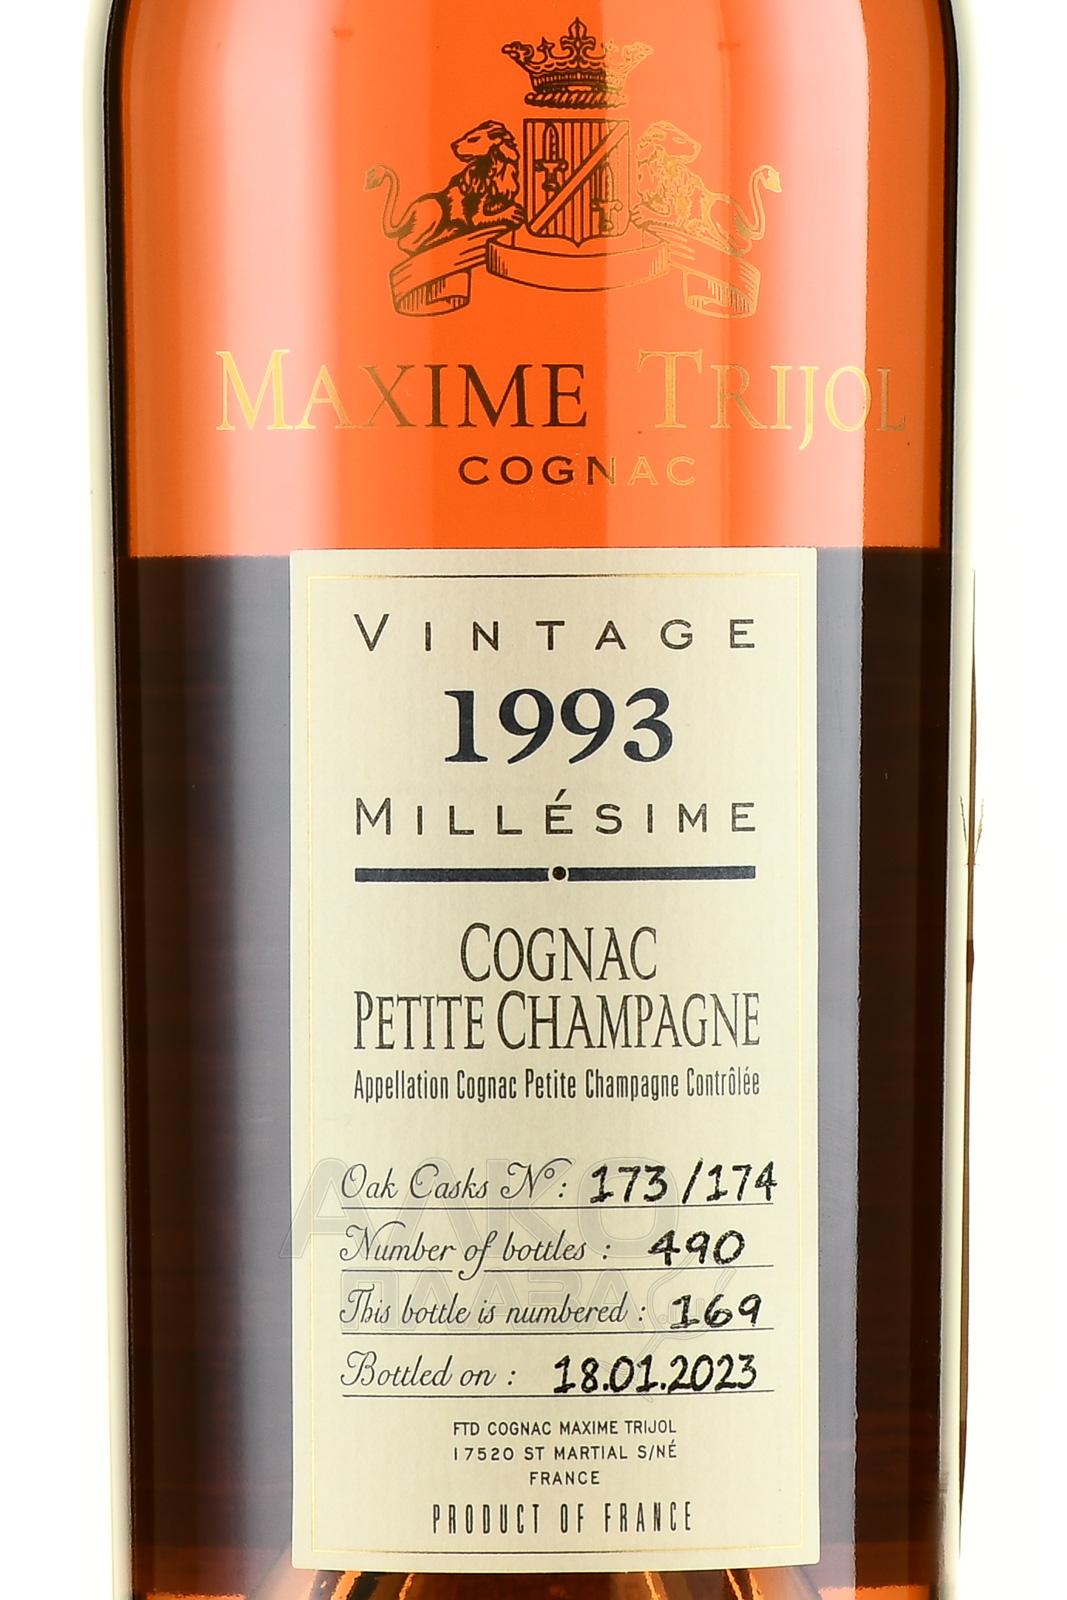 MAXIME TRIJOL
COGNAC
VINTAGE
1993
MILLÉSIME
COGNAC
PETITE CHAMPAGNE
Appellation Cognac Petite Champagne Contrôlée
Oak Casks N°: 173/174
Number of bottles : 490
This bottle is numbered : 169
Bottled on : 18.01.2023
FTD COGNAC MAXIME TRIJOL
17520 ST MARTIAL S/NÉ
FRANCE
PRODUCT OF FRANCE
АЛКО
ПЛАЗА